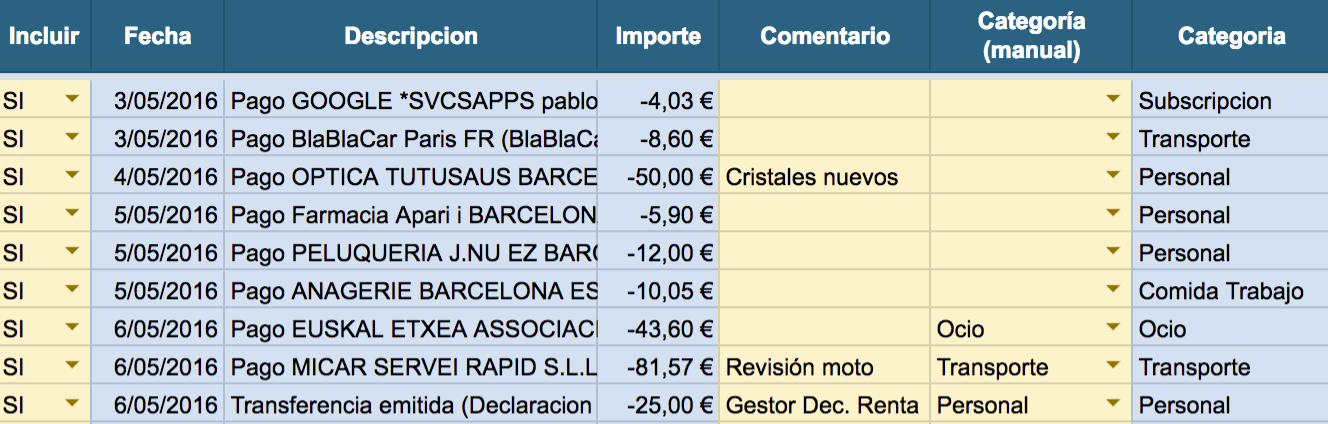 Incluir Fecha Descripcion Importe Comentario Categoría (manual) Categoria
SI 3/05/2016 Pago GOOGLE *SVCSAPPS pablo -4,03 € Subscripcion
SI 3/05/2016 Pago BlaBlaCar Paris FR (BlaBlaCa -8,60 € Transporte
SI 4/05/2016 Pago OPTICA TUTUSAUS BARCE -50,00 € Cristales nuevos Personal
SI 5/05/2016 Pago Farmacia Apari i BARCELON -5,90 € Personal
SI 5/05/2016 Pago PELUQUERIA J.NU EZ BARC -12,00 € Personal
SI 5/05/2016 Pago ANAGERIE BARCELONA ES -10,05 € Comida Trabajo
SI 6/05/2016 Pago EUSKAL ETXEA ASSOCIACI -43,60 € Ocio Ocio
SI 6/05/2016 Pago MICAR SERVEI RAPID S.L.L -81,57 € Revisión moto Transporte Transporte
SI 6/05/2016 Transferencia emitida (Declaracion -25,00 € Gestor Dec. Renta Personal Personal